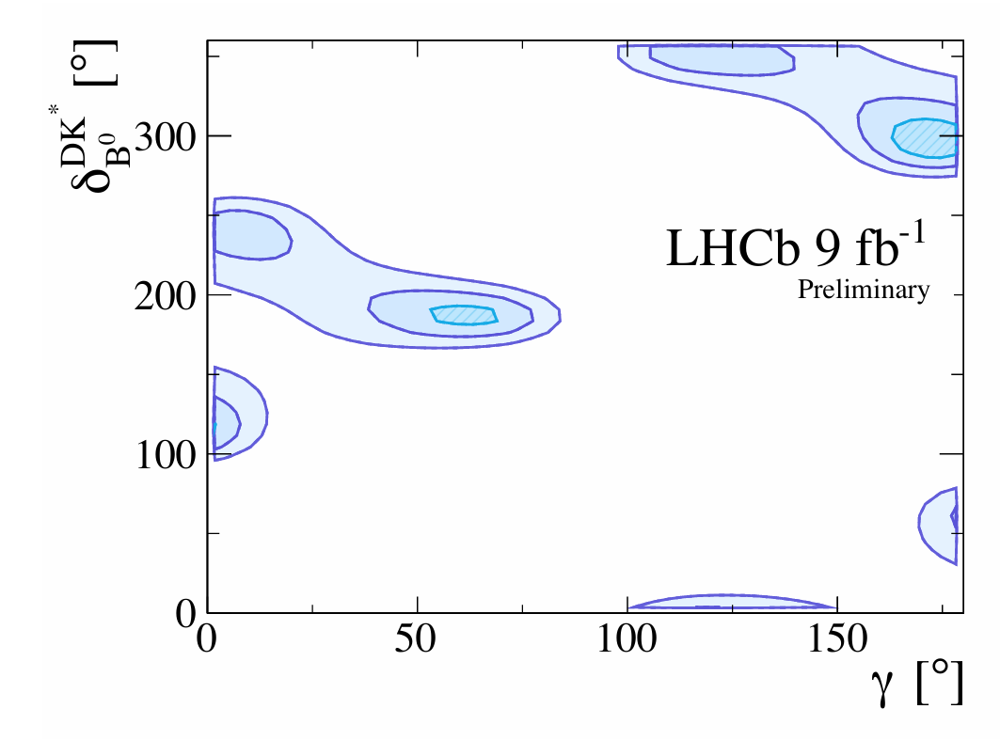 δ_{B^0}^{DK^*} [°]
300
200
100
0
LHCb 9 fb^{-1}
Preliminary
0 50 100 150
γ [°]